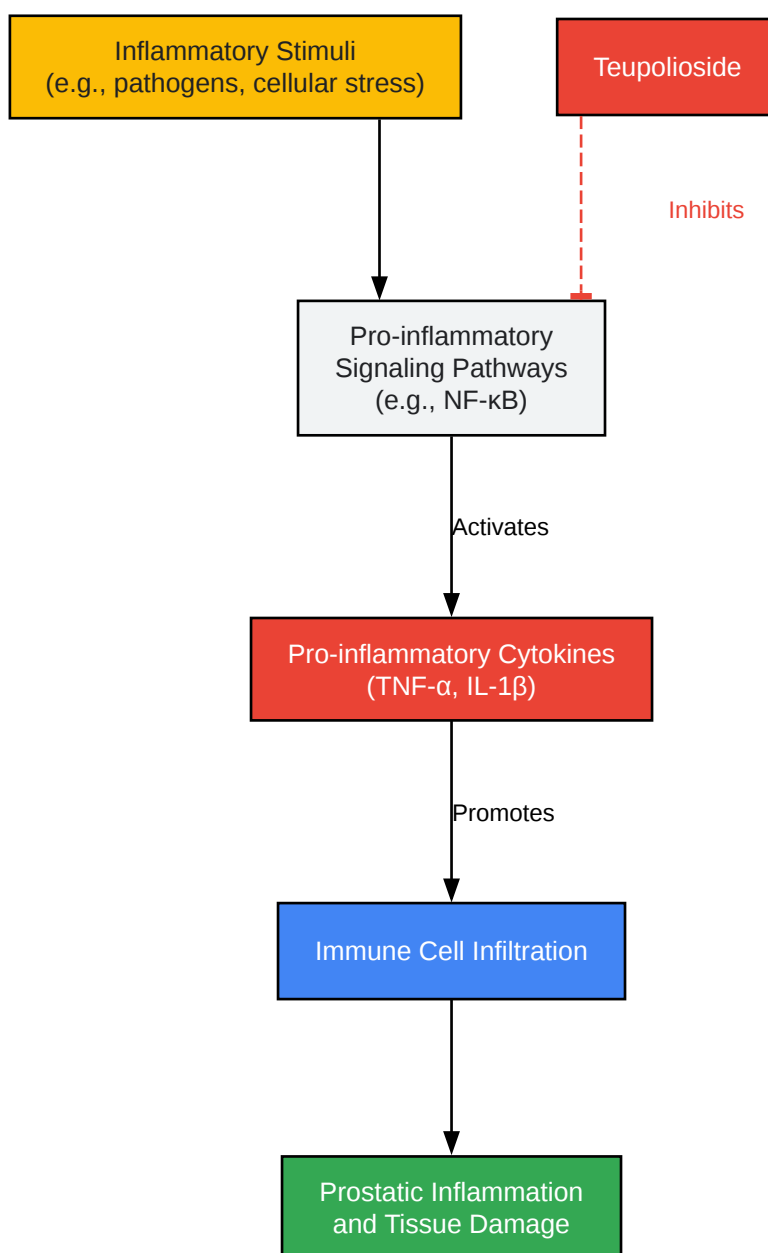 Inflammatory Stimuli
(e.g., pathogens, cellular stress)
Teupolioside
Inhibits
Pro-inflammatory
Signaling Pathways
(e.g., NF-κB)
Activates
Pro-inflammatory Cytokines
(TNF-α, IL-1β)
Promotes
Immune Cell Infiltration
Prostatic Inflammation
and Tissue Damage